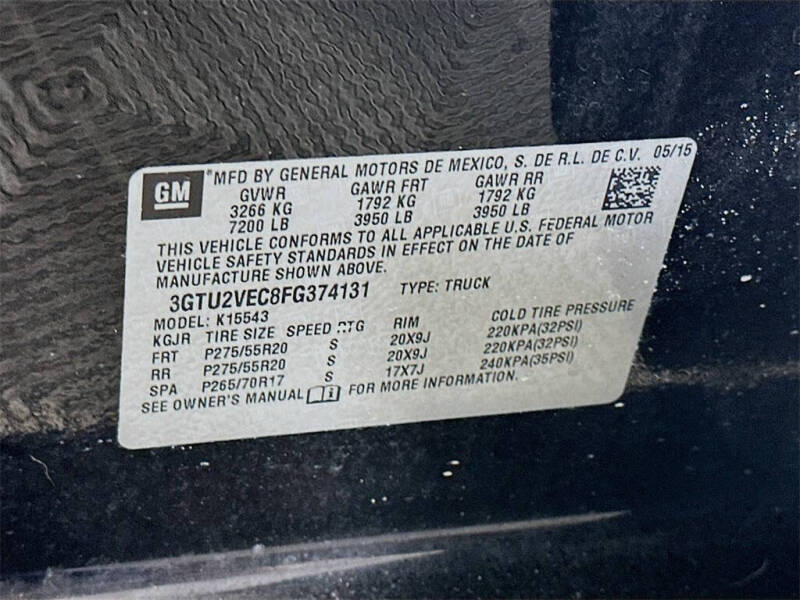 GM
*MFD BY GENERAL MOTORS DE MEXICO, S. DE R.L. DE C.V. 05/15
GVWR GAWR FRT GAWR RR
3266 KG 1792 KG 1792 KG
7200 LB 3950 LB 3950 LB
THIS VEHICLE CONFORMS TO ALL APPLICABLE U.S. FEDERAL MOTOR
VEHICLE SAFETY STANDARDS IN EFFECT ON THE DATE OF
MANUFACTURE SHOWN ABOVE.
3GTU2VEC8FG374131 TYPE: TRUCK
MODEL: K15543
KGJR TIRE SIZE SPEED RTG RIM COLD TIRE PRESSURE
FRT P275/55R20 S 20X9J 220KPA(32PSI)
RR P275/55R20 S 20X9J 220KPA(32PSI)
SPA P265/70R17 S 17X7J 240KPA(35PSI)
SEE OWNER'S MANUAL FOR MORE INFORMATION.